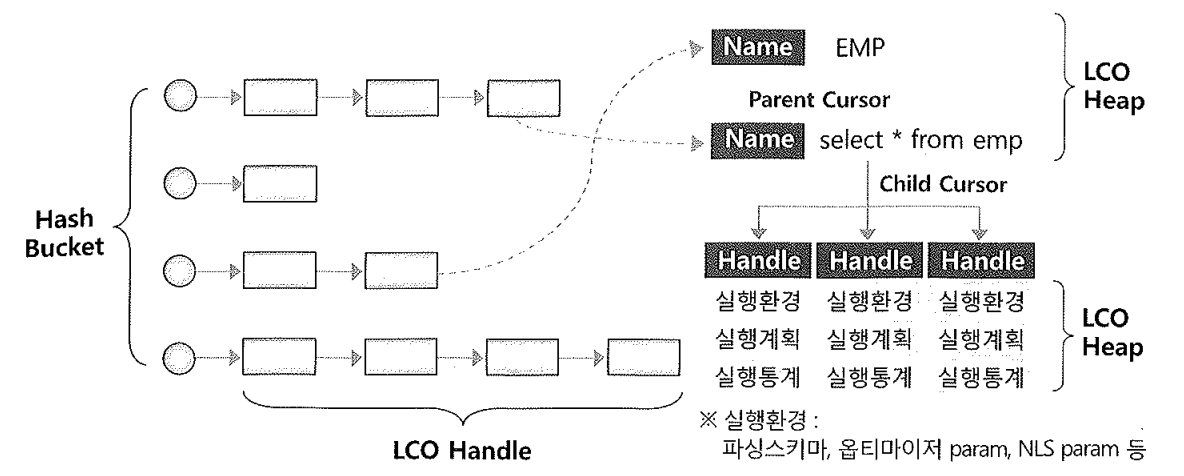 Hash
Bucket
LCO Handle
Name EMP
Parent Cursor
Name select * from emp
LCO
Heap
Child Cursor
Handle Handle Handle
실행환경 실행환경 실행환경
실행계획 실행계획 실행계획
실행통계 실행통계 실행통계
LCO
Heap
※ 실행환경 :
파싱스키마, 옵티마이저 param, NLS param 등